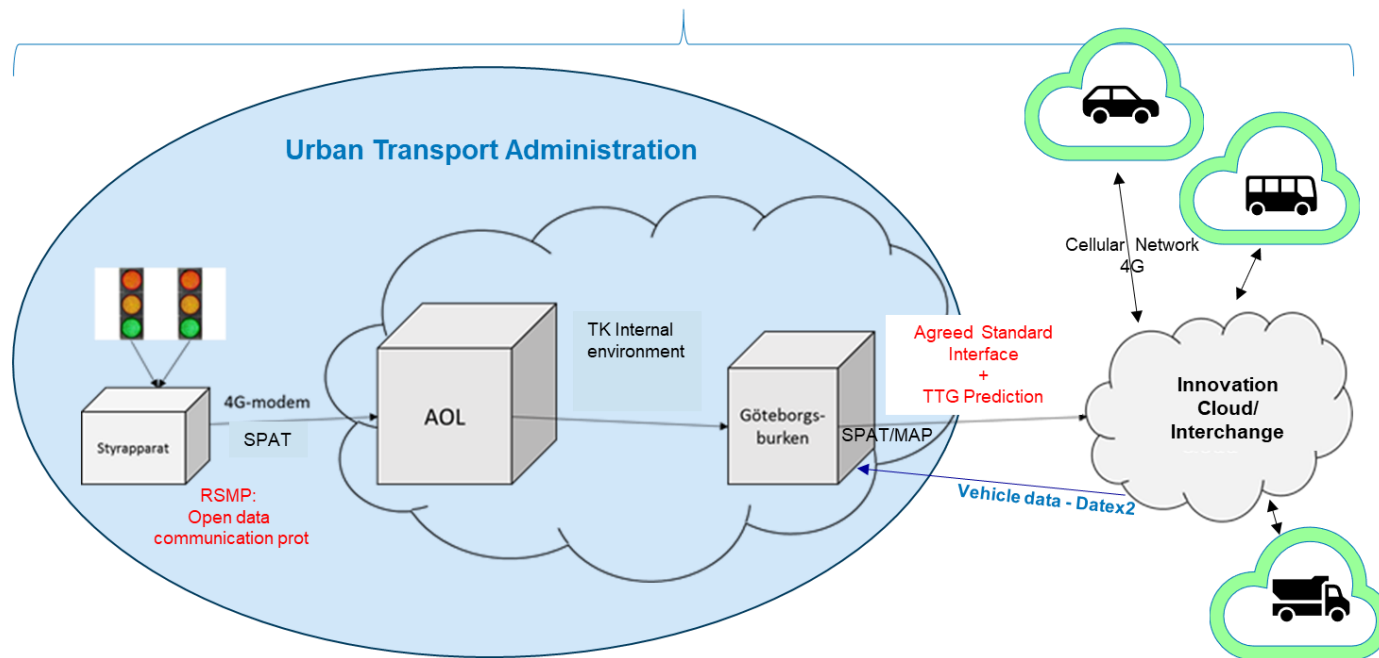 Urban Transport Administration
Cellular Network
4G
TK Internal
environment
Agreed Standard
Interface
+
TTG Prediction
AOL
Göteborgs-
burken
Innovation
Cloud/
Interchange
4G-modem
SPAT
Styrapparat
SPAT/MAP
Vehicle data - Datex2
RSMP:
Open data
communication prot